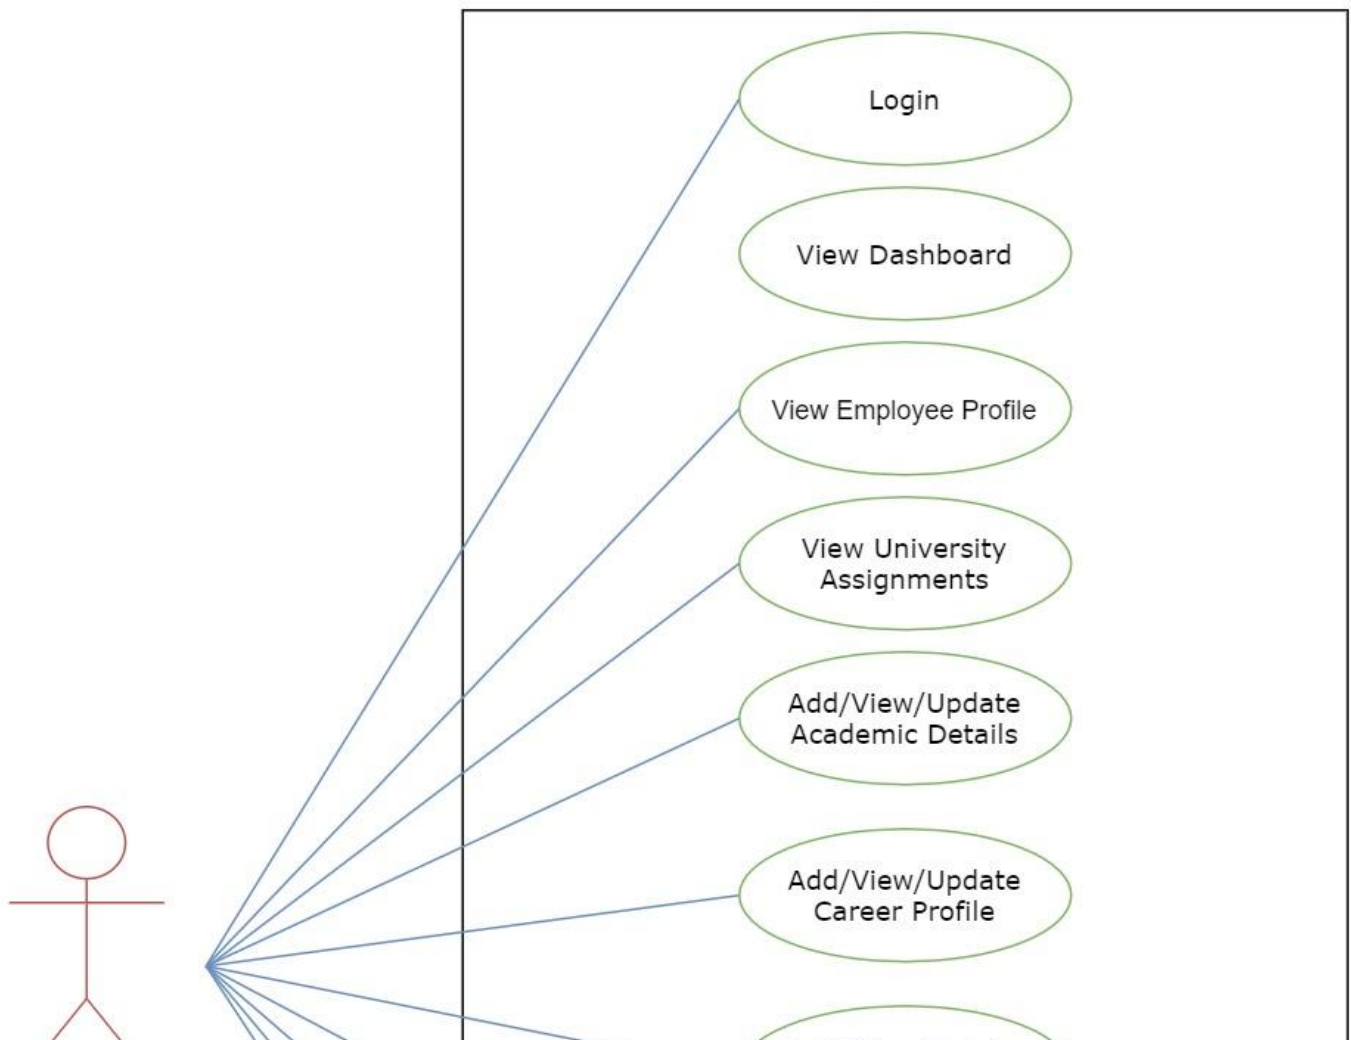 Login
View Dashboard
View Employee Profile
View University
Assignments
Add/View/Update
Academic Details
Add/View/Update
Career Profile